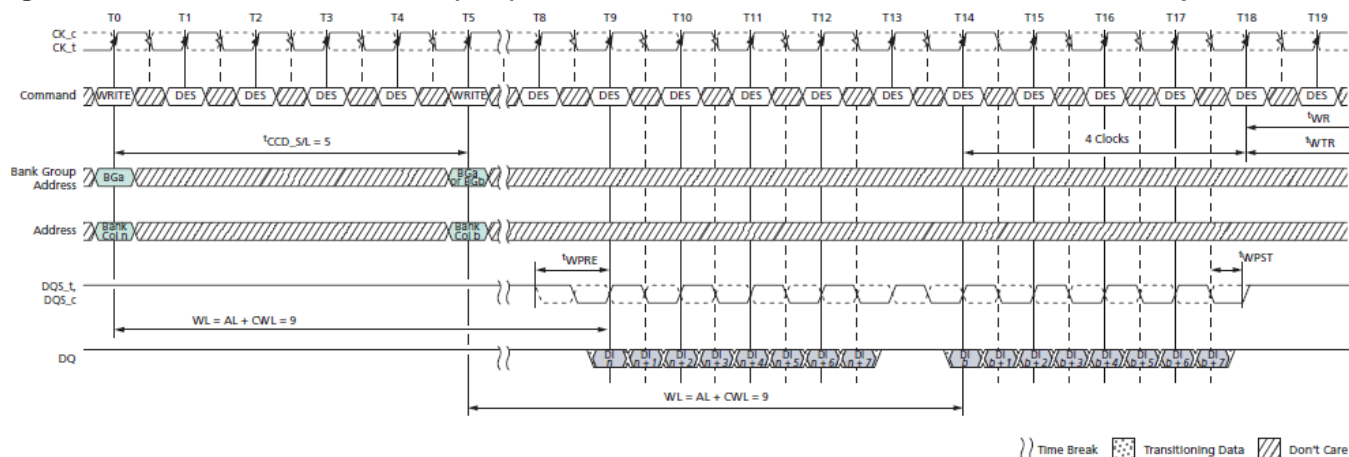 T0 T1 T2 T3 T4 T5 T8 T9 T10 T11 T12 T13 T14 T15 T16 T17 T18 T19
CK_c
CK_t
Command WRITE DES DES DES DES WRITE DES DES DES DES DES DES DES DES DES DES DES DES
tWR
tCCD_S/L = 5 4 Clocks tWTR
Bank Group
Address BGa BGa
or BGb
Address Bank
Col n Bank
Col b
tWPRE tWPST
DQS_t,
DQS_c
WL = AL + CWL = 9
DQ DI
n DI
n + 1 DI
n + 2 DI
n + 3 DI
n + 4 DI
n + 5 DI
n + 6 DI
n + 7 DI
b DI
b + 1 DI
b + 2 DI
b + 3 DI
b + 4 DI
b + 5 DI
b + 6 DI
b + 7
WL = AL + CWL = 9
Time Break Transitioning Data Don't Care